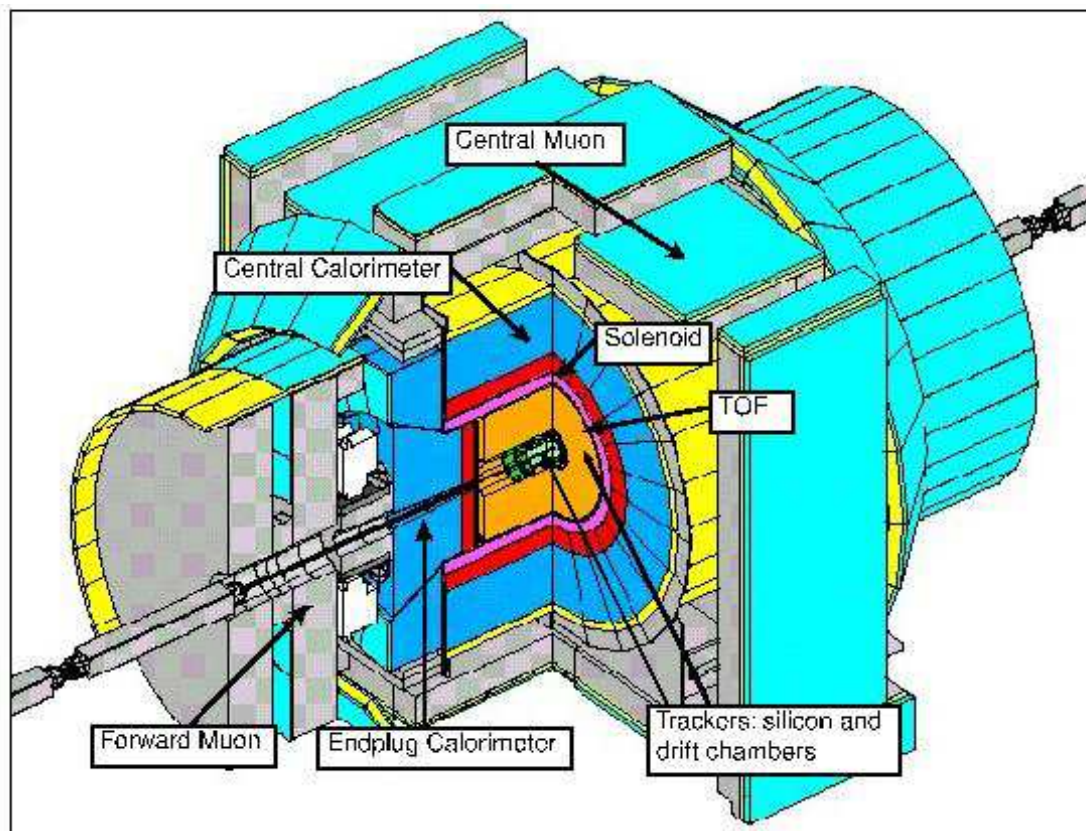 Central Muon
Central Calorimeter
Solenoid
TOF
Forward Muon
Endplug Calorimeter
Trackers: silicon and
drift chambers